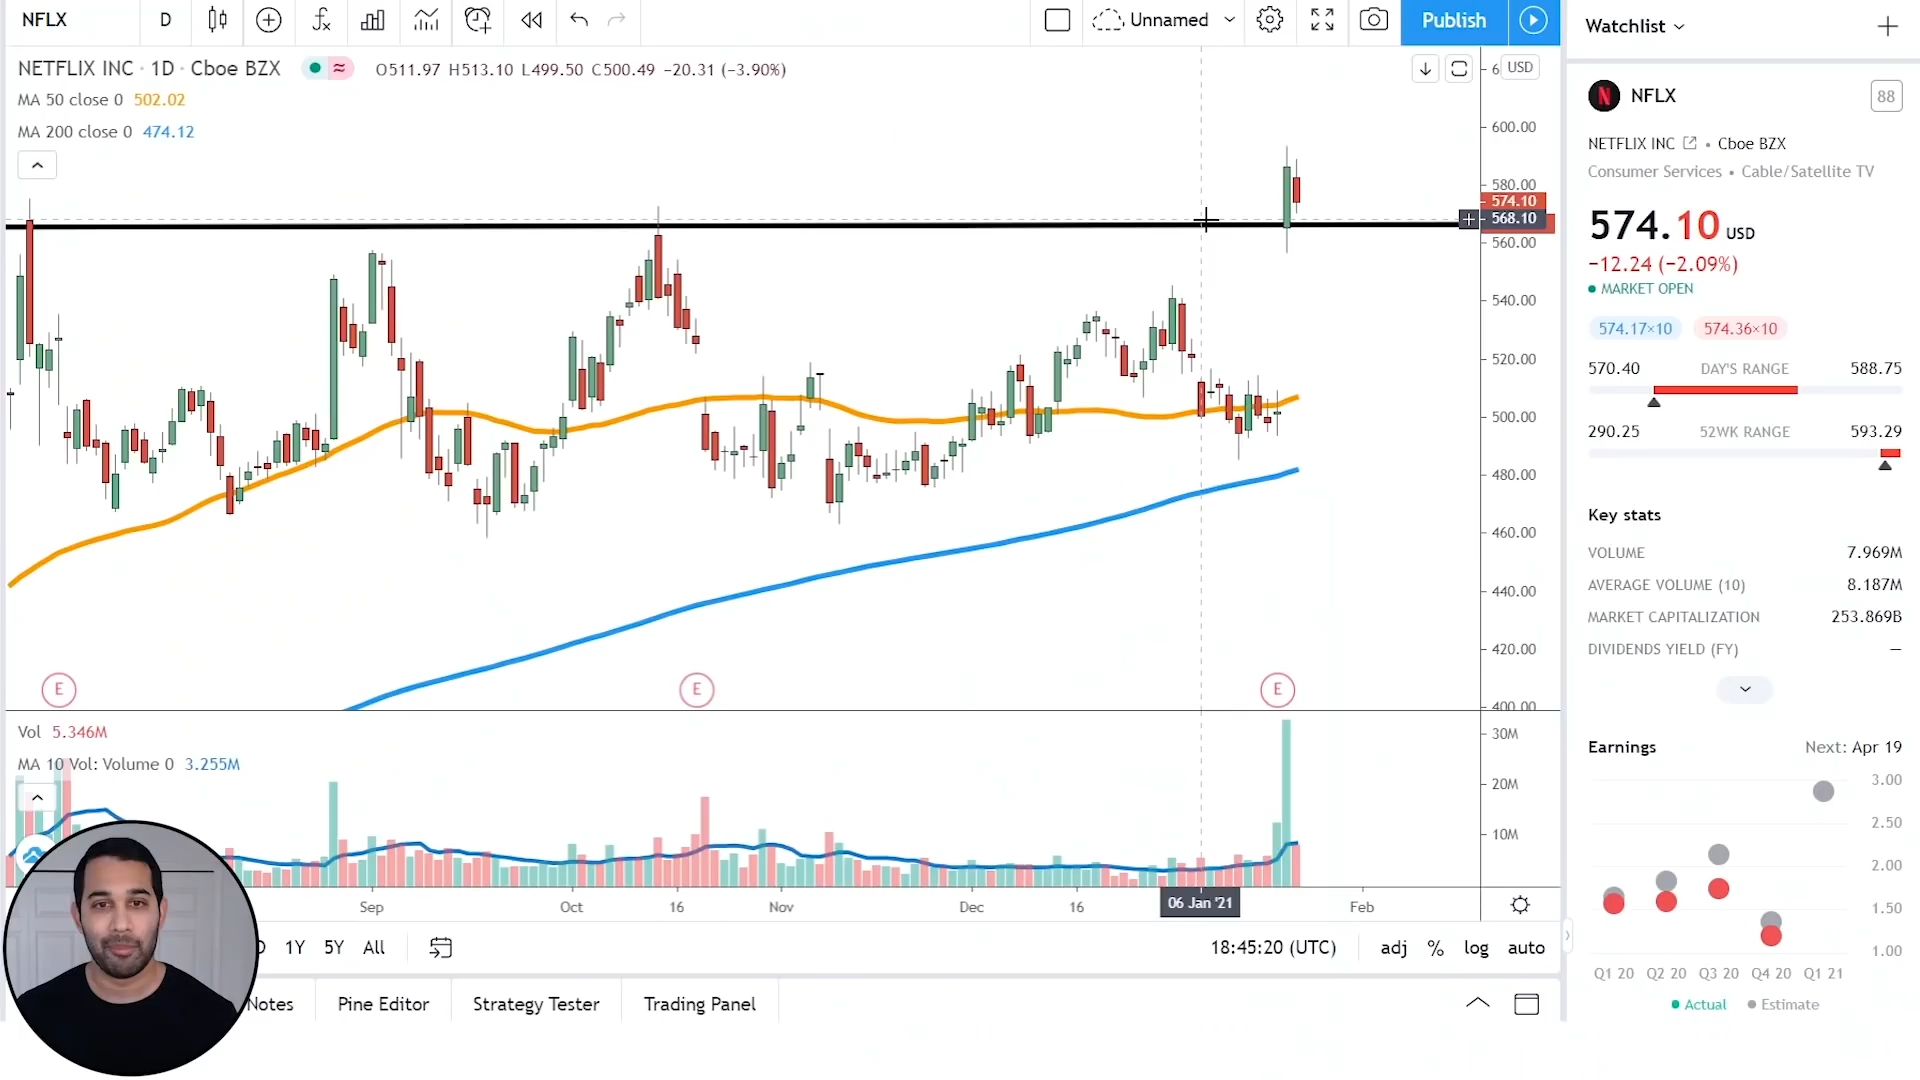 NFLX D Unnamed Publish
NETFLIX INC · 1D · Cboe BZX O511.97 H513.10 L499.50 C500.49 −20.31 (−3.90%)
MA 50 close 0 502.02
MA 200 close 0 474.12
USD
600.00
580.00
574.10
568.10
560.00
540.00
520.00
500.00
480.00
460.00
440.00
420.00
400.00
E E E
Vol 5.346M
MA 10 Vol: Volume 0 3.255M
30M
20M
10M
Sep Oct 16 Nov Dec 16 06 Jan '21 Feb
1Y 5Y All 18:45:20 (UTC) adj % log auto
Notes Pine Editor Strategy Tester Trading Panel
Watchlist
N NFLX 88
NETFLIX INC • Cboe BZX
Consumer Services • Cable/Satellite TV
574.10 USD
−12.24 (−2.09%)
MARKET OPEN
574.17×10 574.36×10
570.40 DAY'S RANGE 588.75
290.25 52WK RANGE 593.29
Key stats
VOLUME 7.969M
AVERAGE VOLUME (10) 8.187M
MARKET CAPITALIZATION 253.869B
DIVIDENDS YIELD (FY) —
Earnings Next: Apr 19
3.00
2.50
2.00
1.50
1.00
Q1 20 Q2 20 Q3 20 Q4 20 Q1 21
Actual Estimate